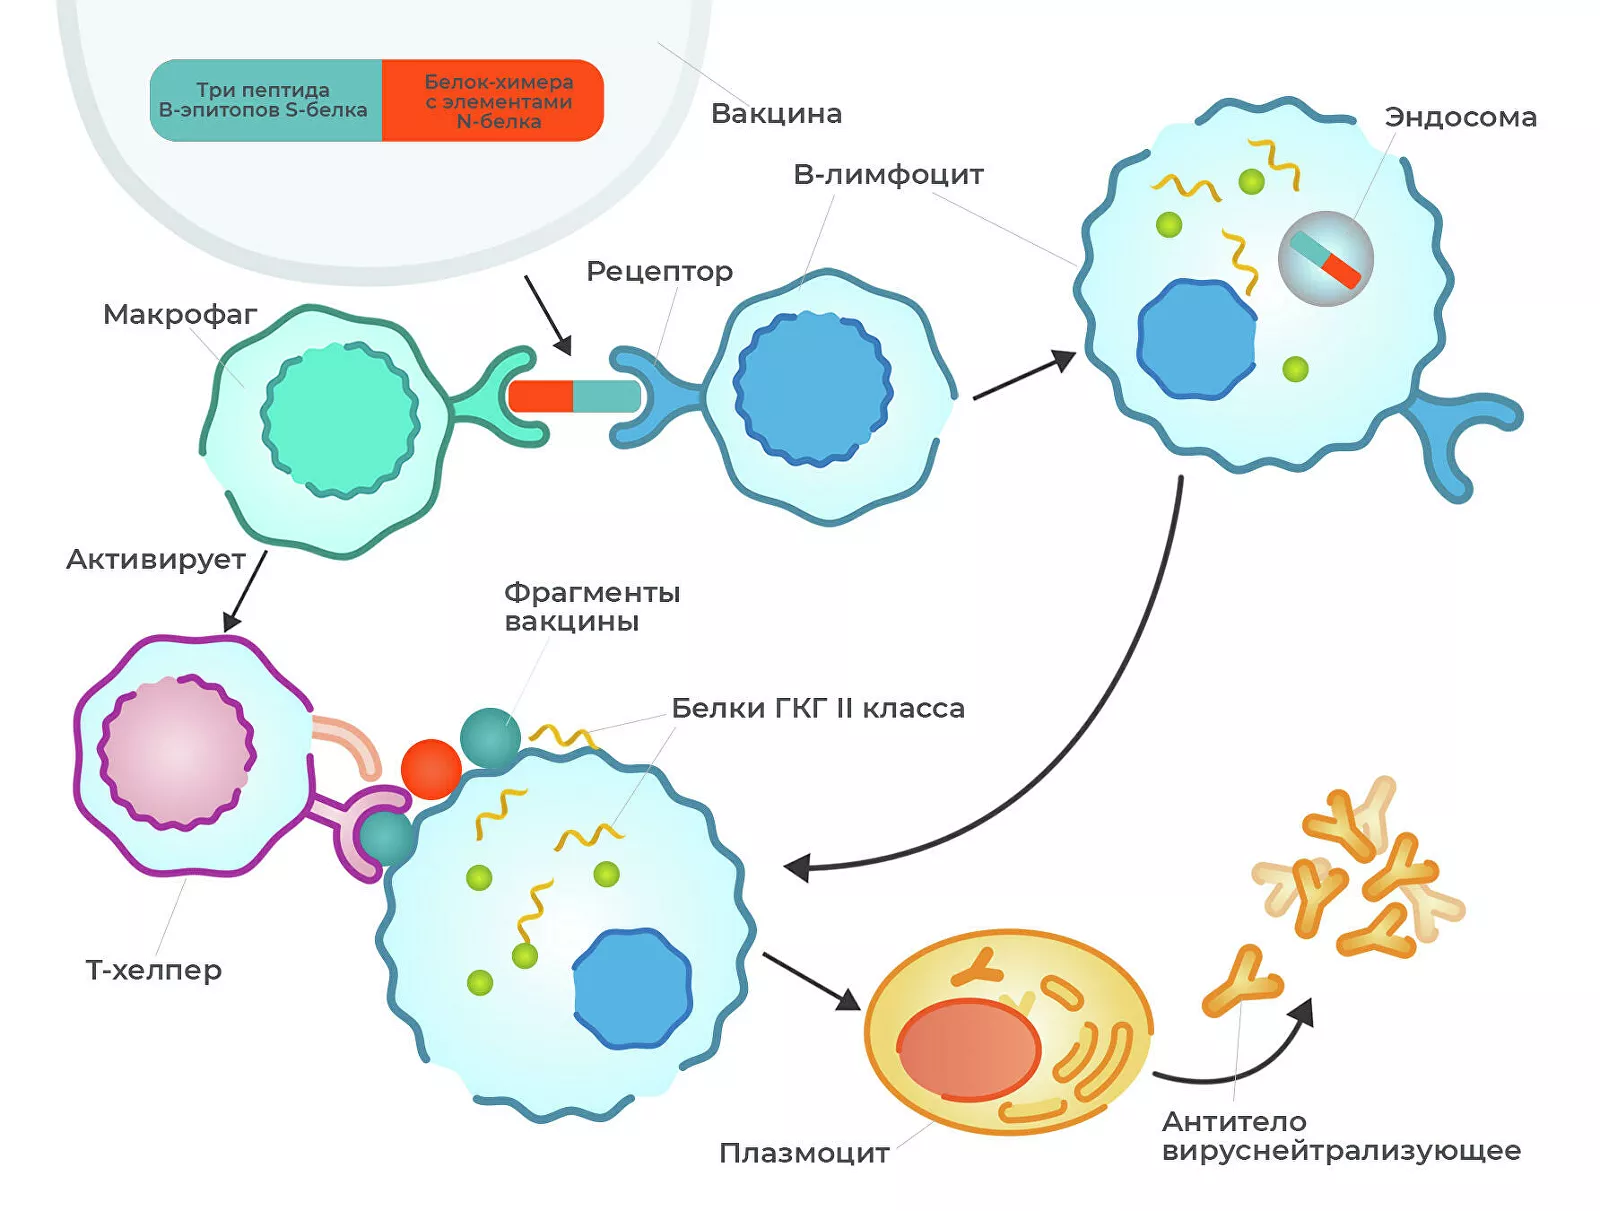 Три пептида
В-эпитопов S-белка
Белок-химера
с элементами
N-белка
Вакцина
Эндосома
В-лимфоцит
Рецептор
Макрофаг
Активирует
Фрагменты
вакцины
Белки ГКГ II класса
Т-хелпер
Плазмоцит
Антитело
вируснейтрализующее